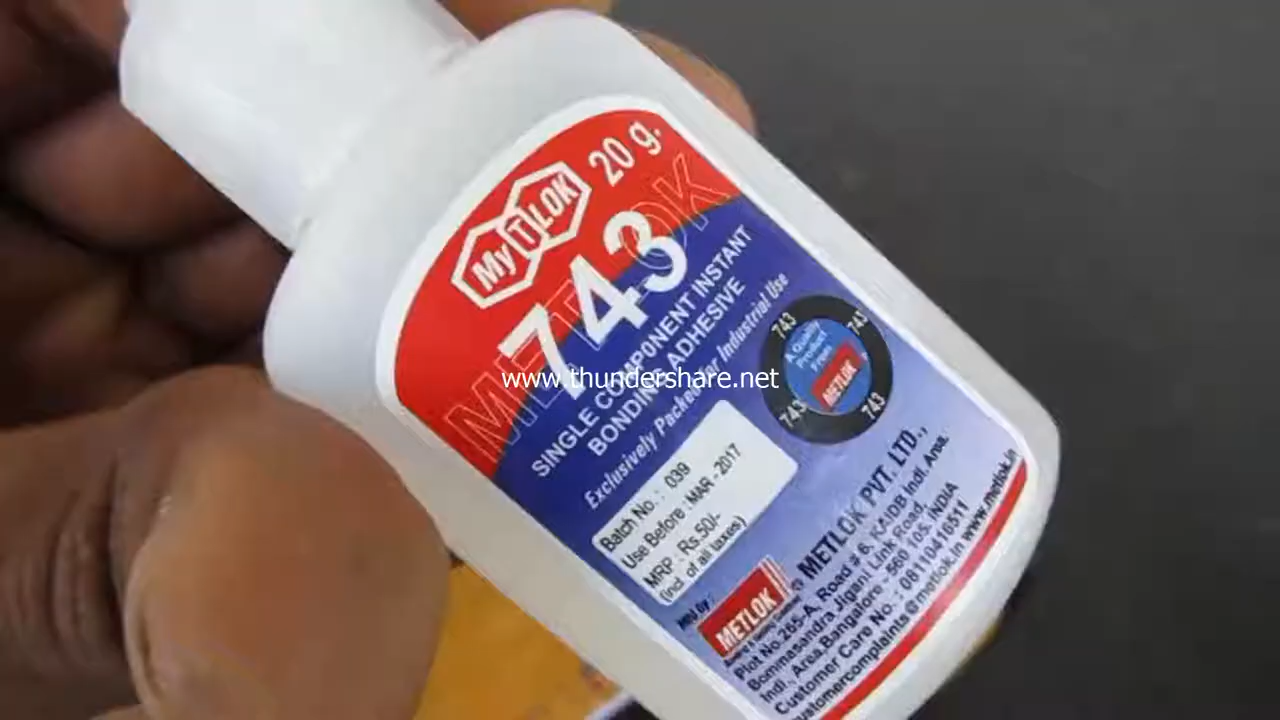 MyTLOK
20 g.
METLOK
743
SINGLE COMPONENT INSTANT
BONDING ADHESIVE
Exclusively Packed for Industrial Use
www.thundershare.net
743 743 743 743
A Quality
Product
From
METLOK
Batch No. : 039
Use Before : MAR - 2017
MRP : Rs.50/-
(incl of all taxes)
Mfd by :
METLOK
METLOK PVT. LTD.,
Plot No.265-A, Road # 6, KAIDB Indl. Area,
Bommasandra Jigani Link Road,
Indl., Area,Bangalore - 560 105. INDIA
Customer Care No.: 08110416511
customercomplaints@metlok.in www.metlok.in